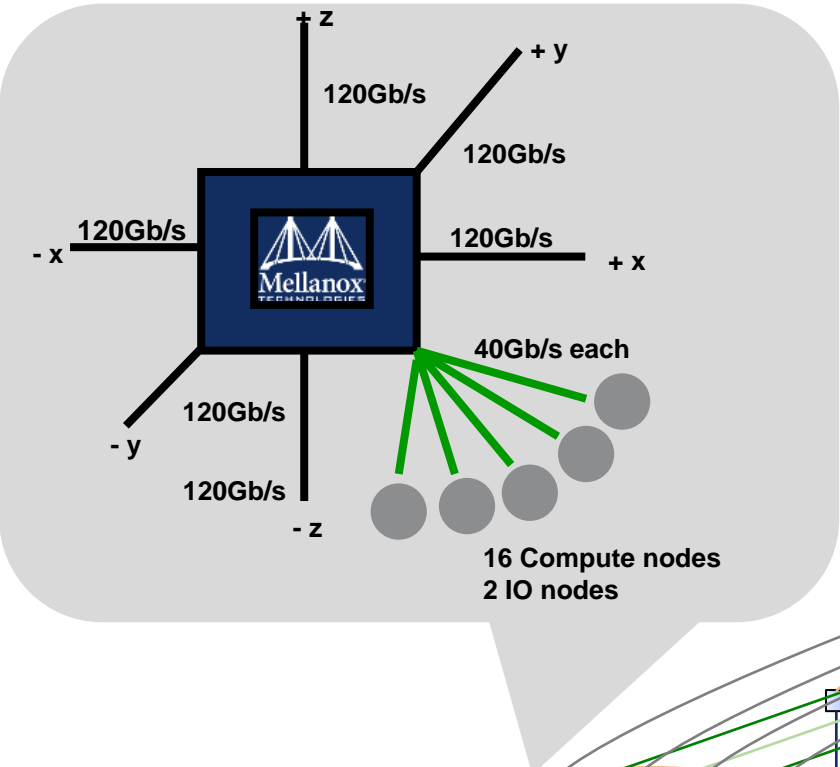 + z
+ y
120Gb/s
120Gb/s
120Gb/s
120Gb/s
- x
+ x
Mellanox
TECHNOLOGIES
40Gb/s each
120Gb/s
- y
120Gb/s
- z
16 Compute nodes
2 IO nodes